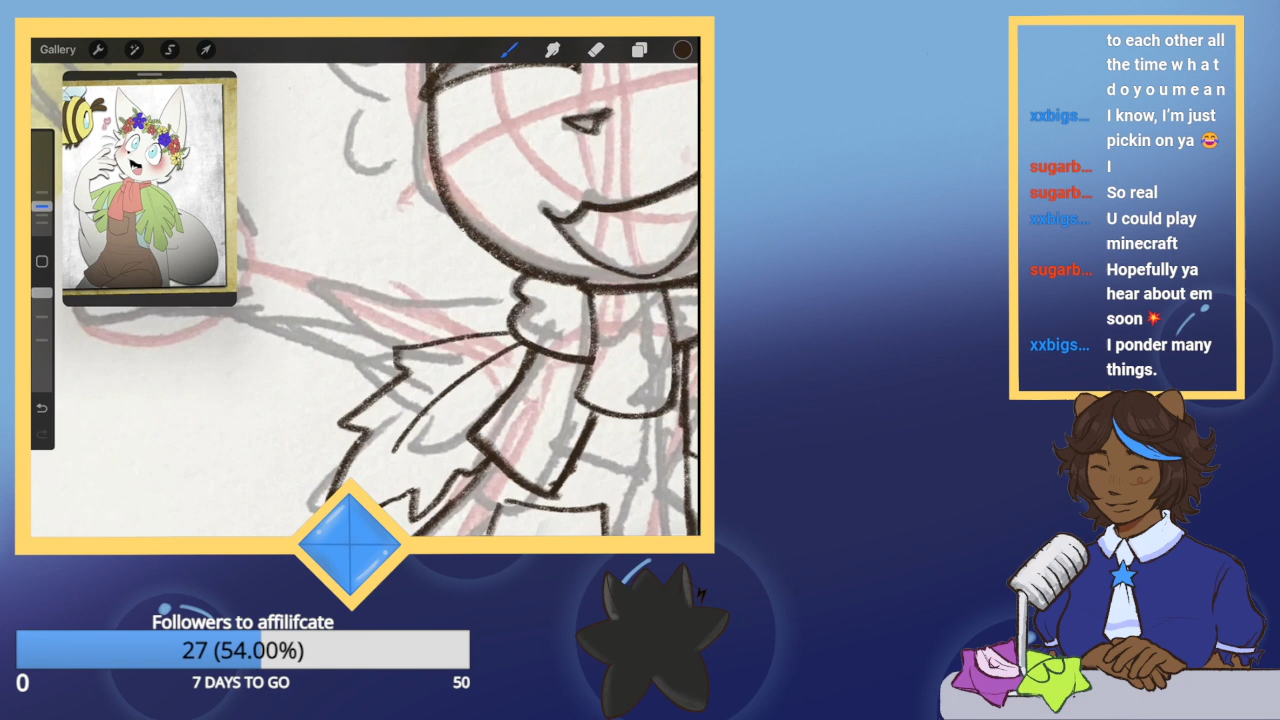 Gallery
to each other all
the time w h a t
d o y o u m e a n
xxbigs... I know, I'm just
pickin on ya 😂
sugarb... I
sugarb... So real
xxbigs... U could play
minecraft
sugarb... Hopefully ya
hear about em
soon 💥
xxbigs... I ponder many
things.
Followers to affilifcate
27 (54.00%)
0 7 DAYS TO GO 50